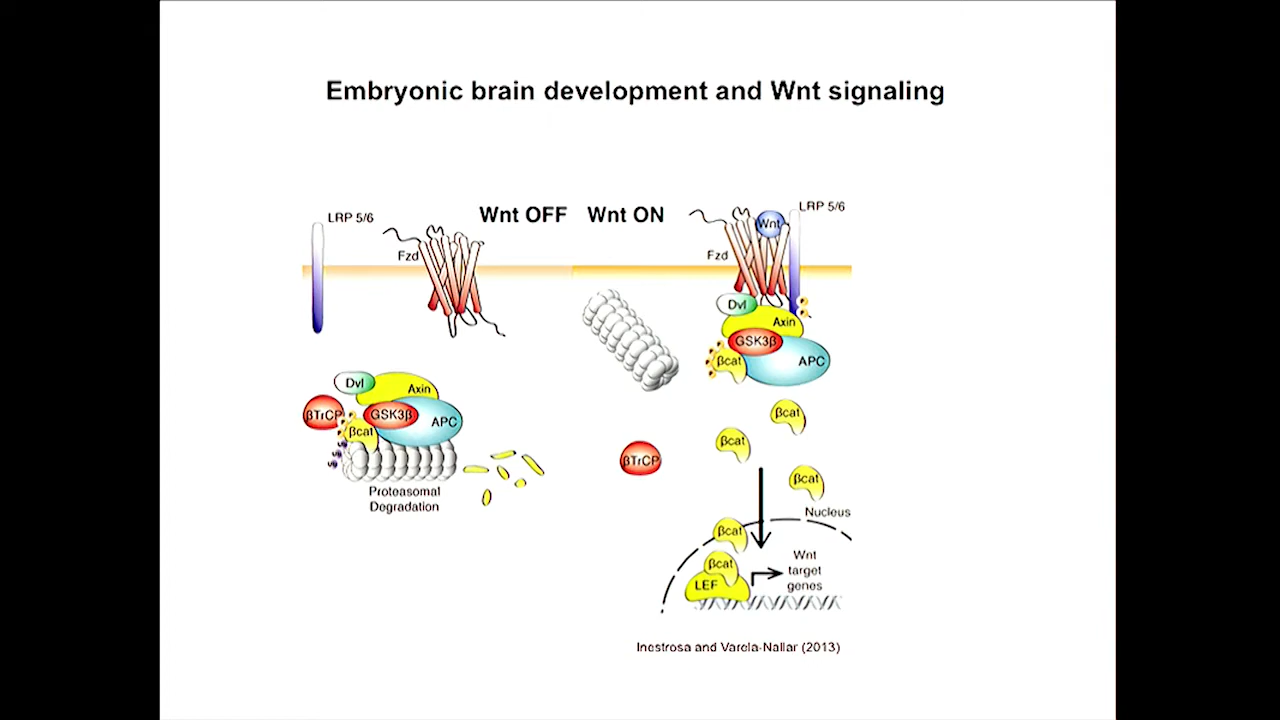 Embryonic brain development and Wnt signaling
Wnt OFF
Wnt ON
LRP 5/6
Fzd
Dvl
Axin
βTrCP
GSK3β
APC
βcat
Proteasomal
Degradation
LRP 5/6
Wnt
Fzd
Dvl
Axin
GSK3β
βcat
APC
βcat
βcat
βTrCP
βcat
Nucleus
βcat
βcat
LEF
Wnt
target
genes
Inestrosa and Varela-Nallar (2013)